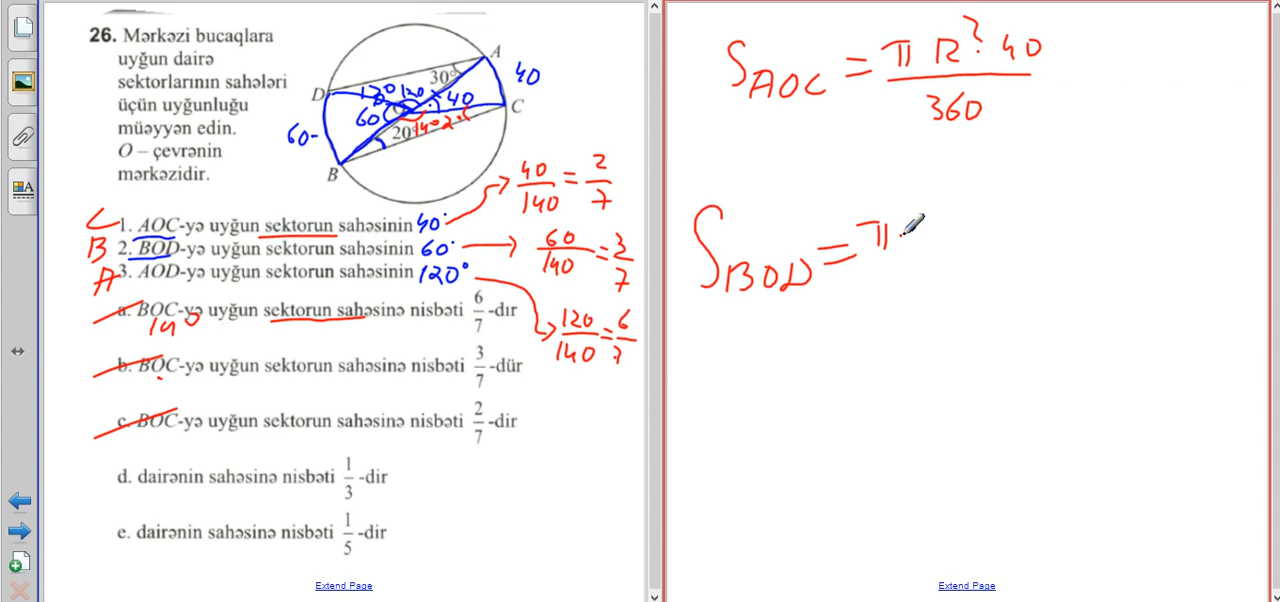 26. Mərkəzi bucaqlara
uyğun dairə
sektorlarının sahələri
üçün uyğunluğu
müəyyən edin.
O – çevrənin
mərkəzidir.
A
30°
40
D
120
120
40
C
60
O
140
20°
60
B
C 1. AOC-yə uyğun sektorun sahəsinin 40° → 40/140 = 2/7
B 2. BOD-yə uyğun sektorun sahəsinin 60° → 60/140 = 3/7
A 3. AOD-yə uyğun sektorun sahəsinin 120° → 120/140 = 6/7
a. BOC-yə uyğun sektorun sahəsinə nisbəti 6/7 -dır
140
b. BOC-yə uyğun sektorun sahəsinə nisbəti 3/7 -dür
c. BOC-yə uyğun sektorun sahəsinə nisbəti 2/7 -dir
d. dairənin sahəsinə nisbəti 1/3 -dir
e. dairənin sahəsinə nisbəti 1/5 -dir
Extend Page
S AOC = π R² 40 / 360
S BOD = π
Extend Page